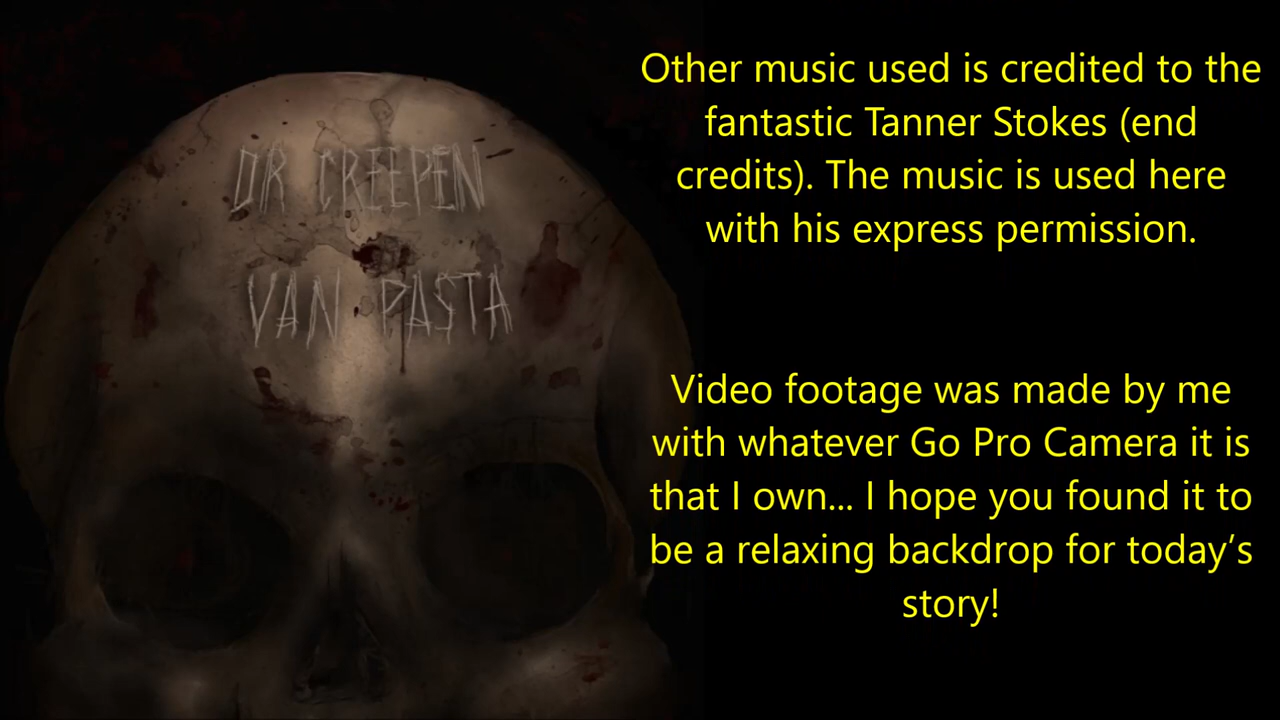 DR CREEPEN
VAN PASTA
Other music used is credited to the
fantastic Tanner Stokes (end
credits). The music is used here
with his express permission.
Video footage was made by me
with whatever Go Pro Camera it is
that I own... I hope you found it to
be a relaxing backdrop for today’s
story!